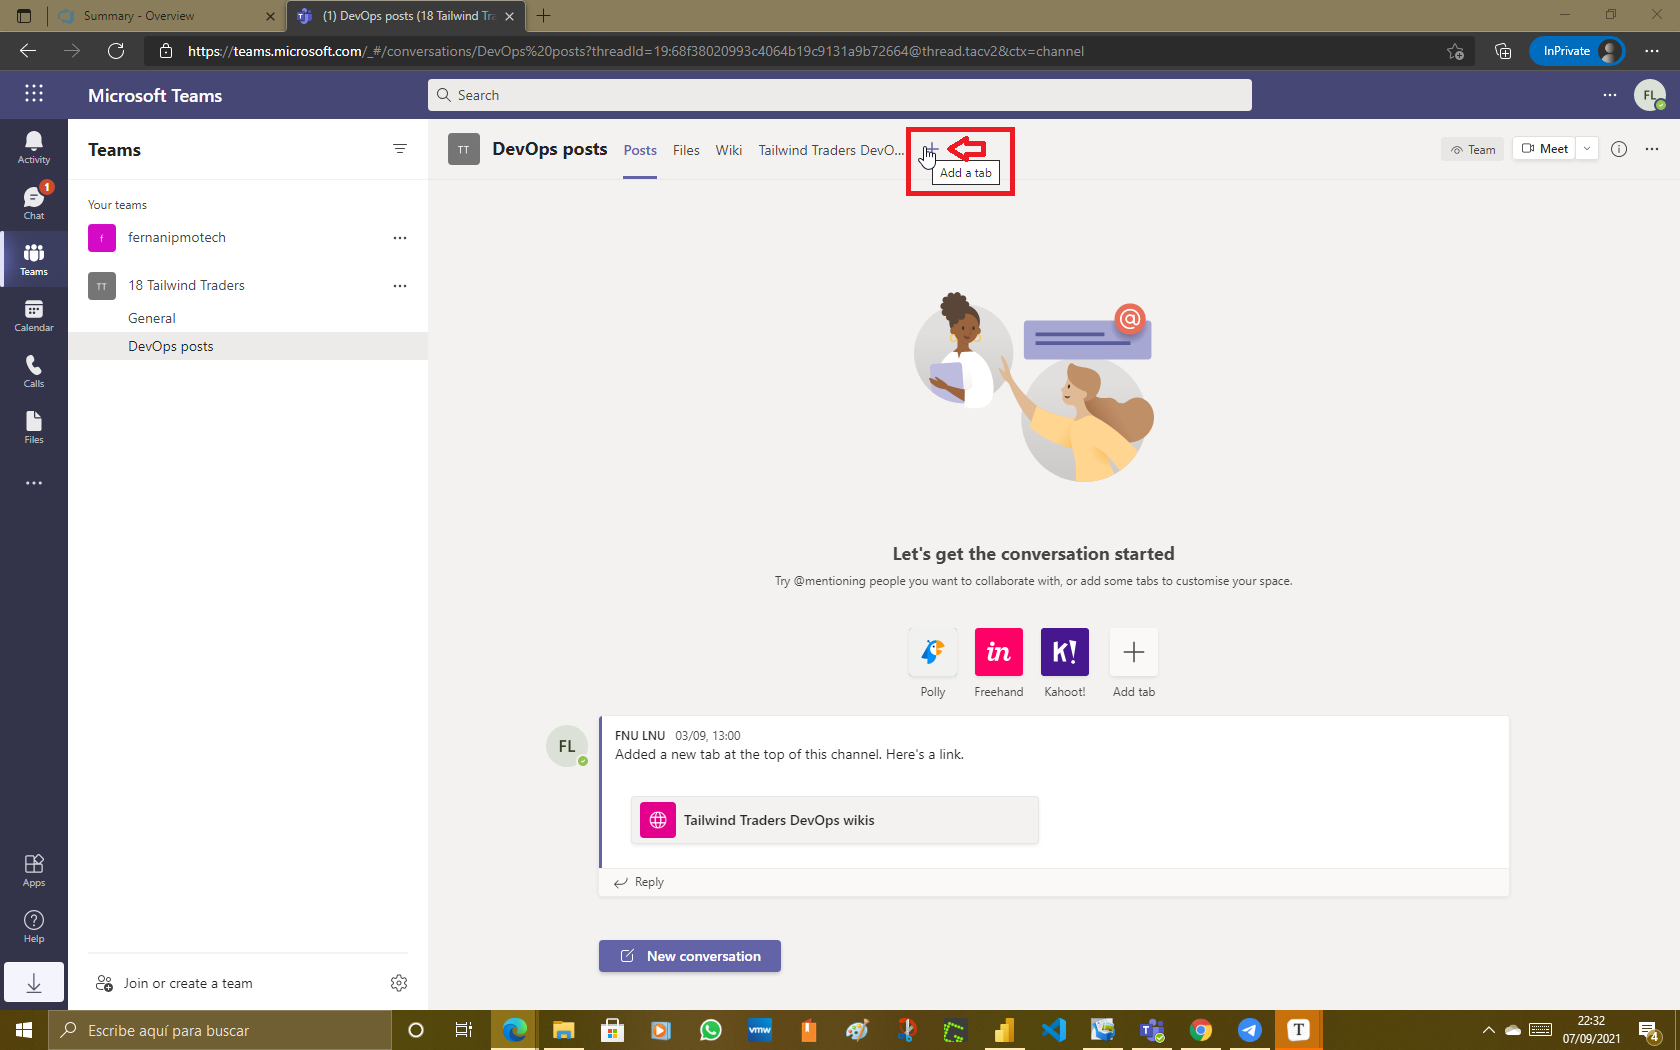 Summary - Overview
(1) DevOps posts (18 Tailwind Tra
https://teams.microsoft.com/_#/conversations/DevOps%20posts?threadId=19:68f38020993c4064b19c9131a9b72664@thread.tacv2&ctx=channel
InPrivate
Microsoft Teams
Search
FL
Activity
1
Chat
Teams
Calendar
Calls
Files
Apps
Help
Teams
Your teams
f
fernanipmotech
TT
18 Tailwind Traders
General
DevOps posts
Join or create a team
TT
DevOps posts
Posts
Files
Wiki
Tailwind Traders DevO...
Add a tab
Team
Meet
@
Let's get the conversation started
Try @mentioning people you want to collaborate with, or add some tabs to customise your space.
in
K!
Polly
Freehand
Kahoot!
Add tab
FL
FNU LNU 03/09, 13:00
Added a new tab at the top of this channel. Here's a link.
Tailwind Traders DevOps wikis
Reply
New conversation
Escribe aquí para buscar
vmw
T
22:32
07/09/2021
4